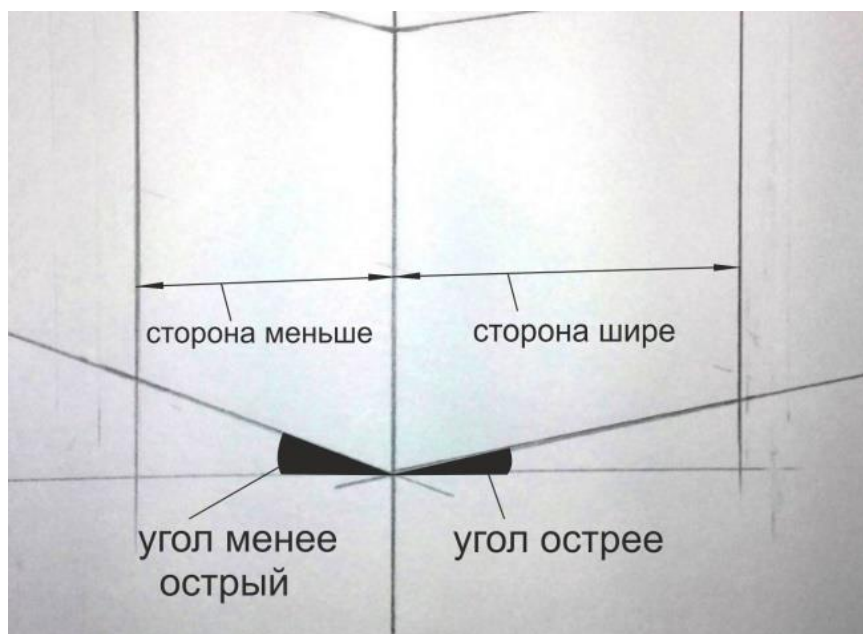 сторона меньше
сторона шире
угол менее
острый
угол острее